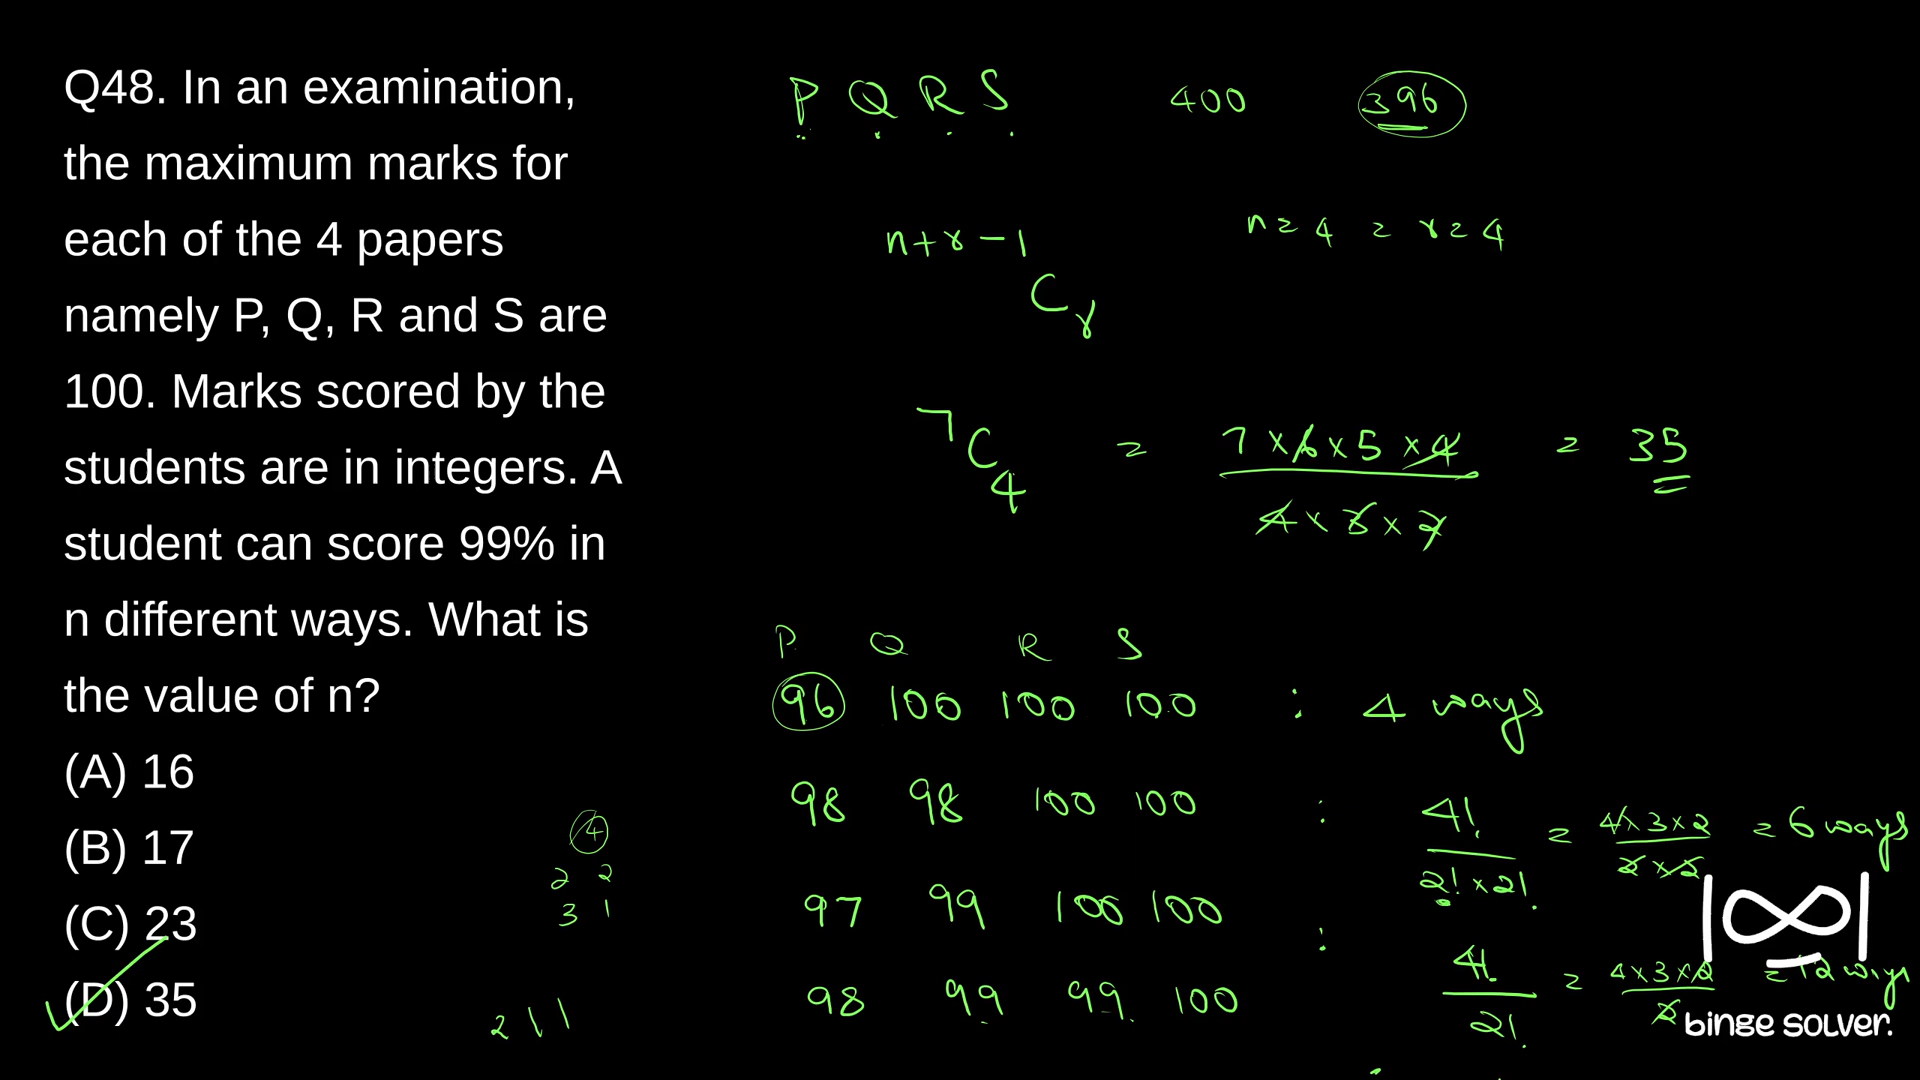 Q48. In an examination,
the maximum marks for
each of the 4 papers
namely P, Q, R and S are
100. Marks scored by the
students are in integers. A
student can score 99% in
n different ways. What is
the value of n?
(A) 16
(B) 17
(C) 23
(D) 35
P Q R S 400 396
n+r-1 C r n = 4 = r = 4
7 C 4 = 7 × 6 × 5 × 4 / 4 × 3 × 2 = 35
P Q R S
96 100 100 100 : 4 ways
98 98 100 100 : 4! / 2! × 2! = 4 × 3 × 2 / 2 × 2 = 6 ways
97 99 100 100 : 4! / 2! = 4 × 3 × 2 / 2 = 12 ways
98 99 99 100
4
2 2
3 1
2 1 1
binge solver.